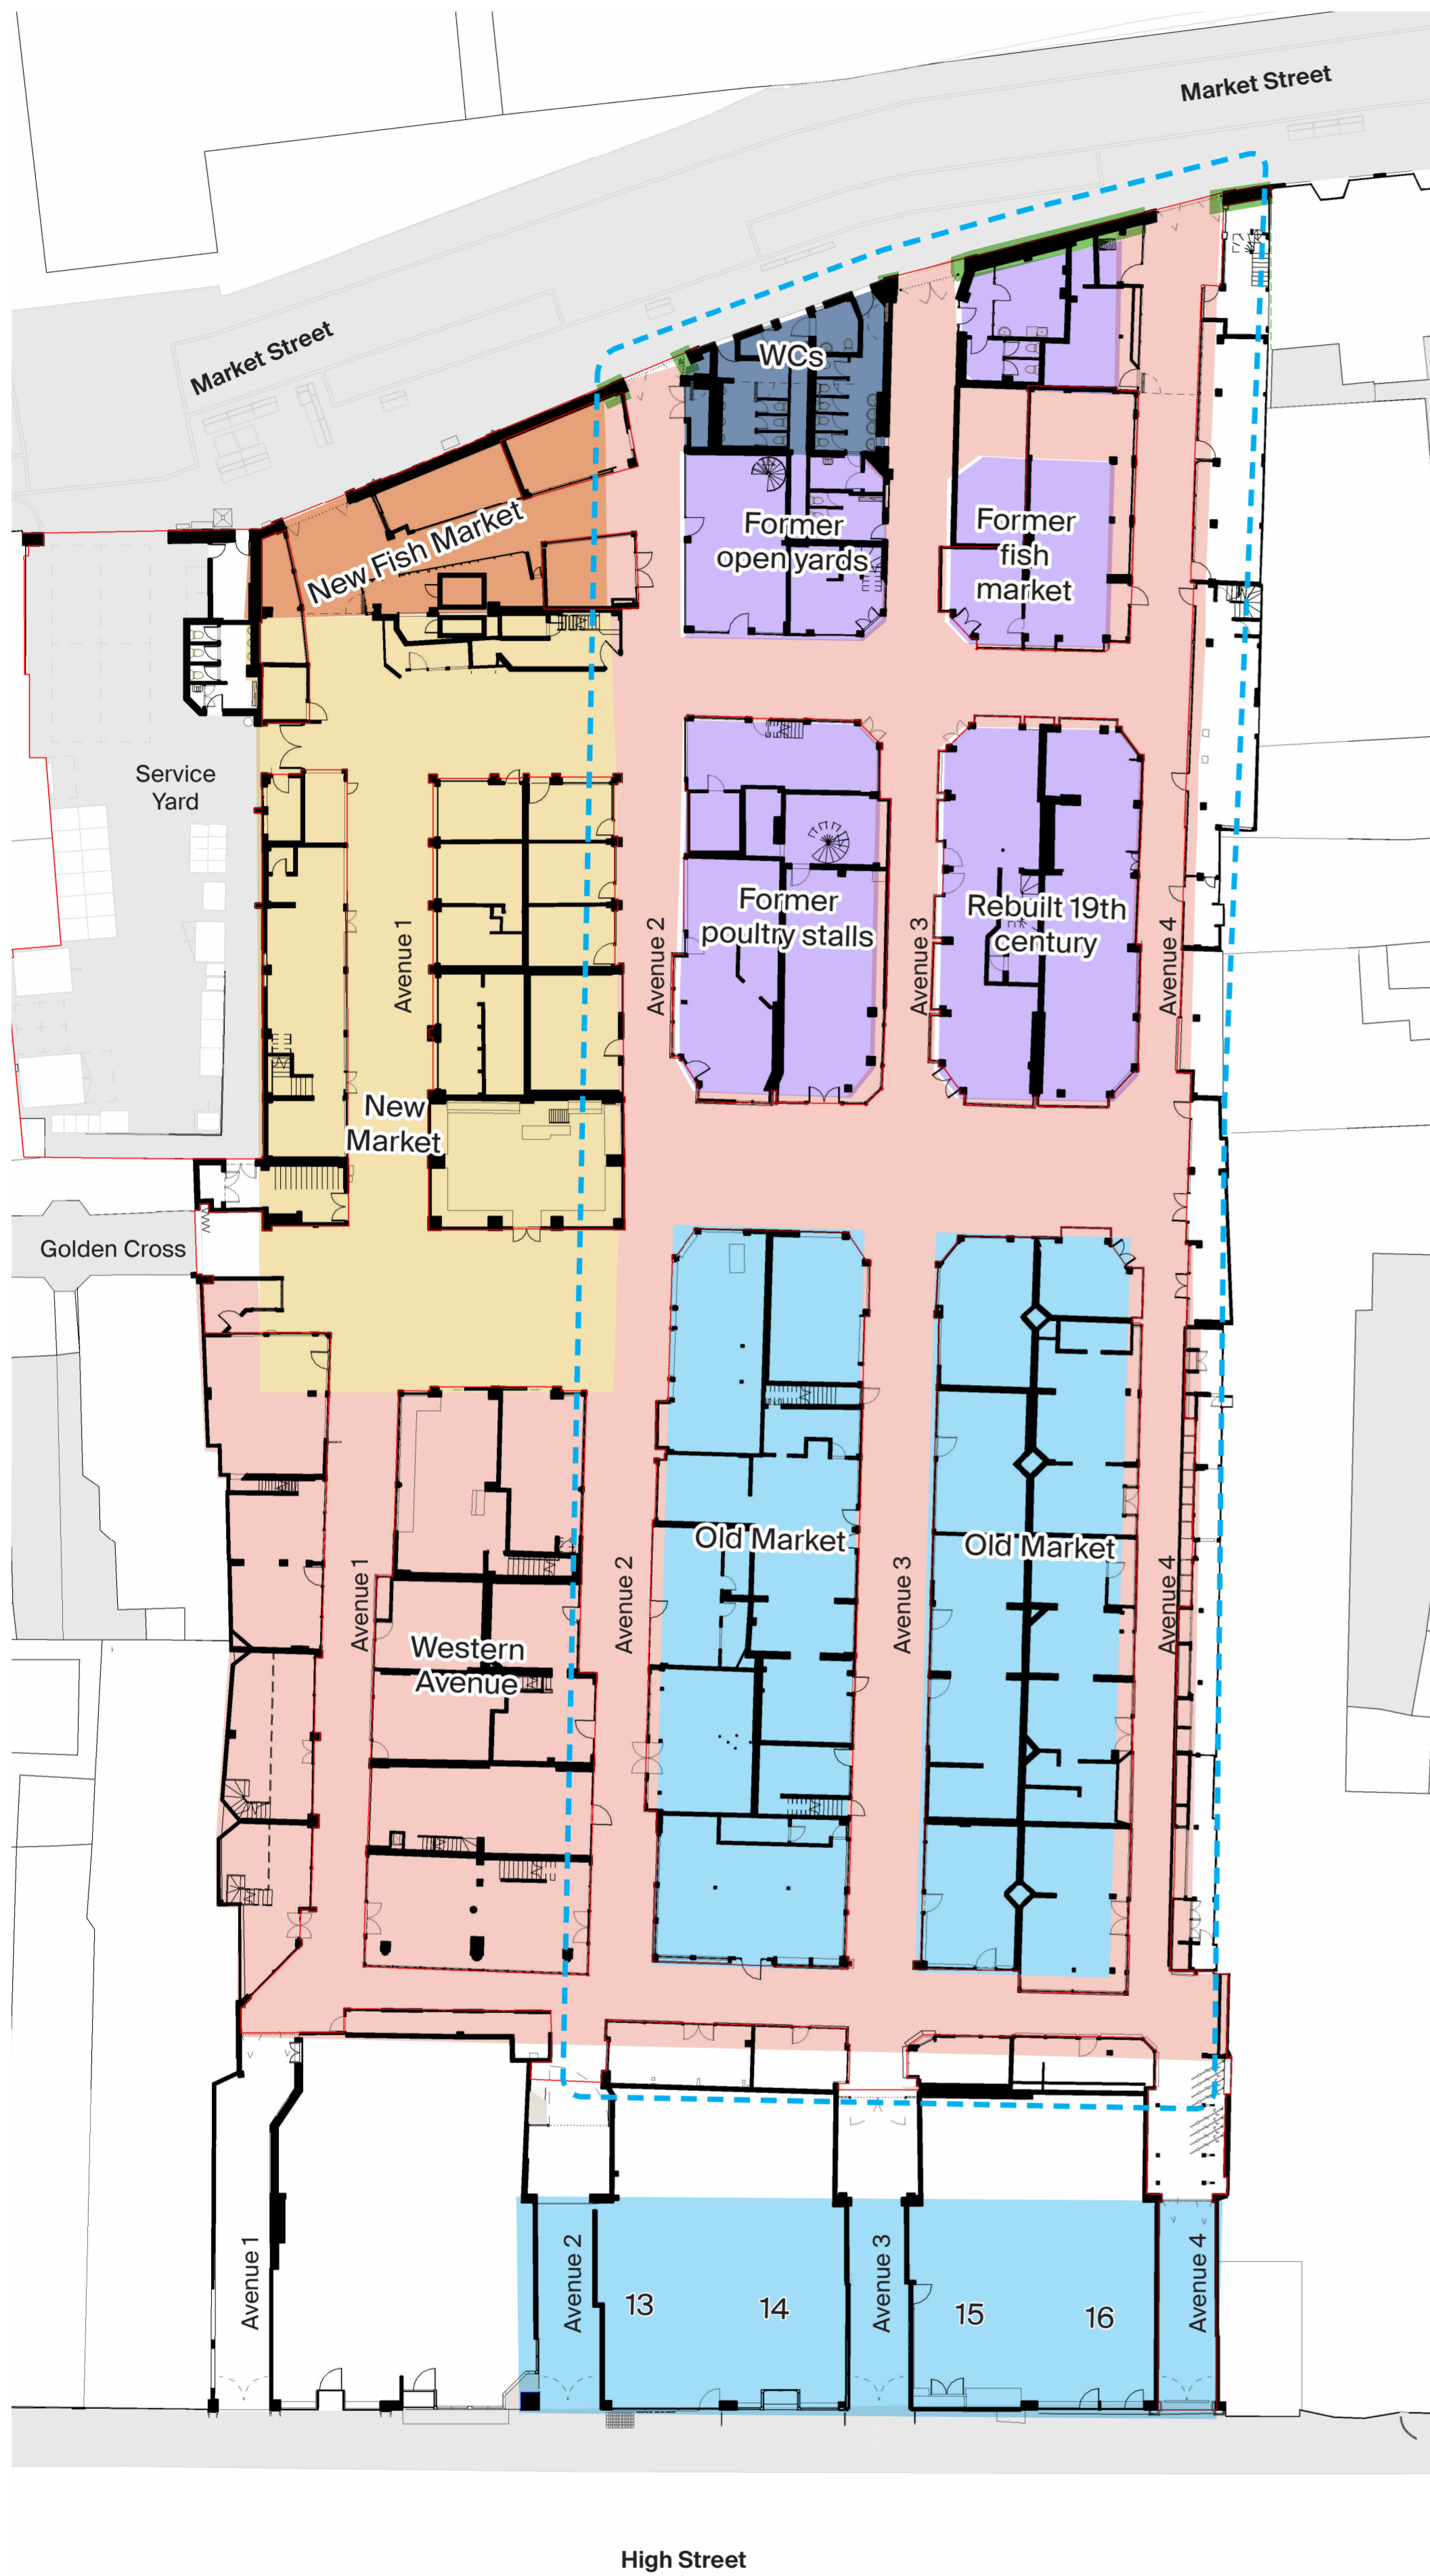 Market Street
Market Street
WCs
New Fish Market
Former
open yards
Former
fish
market
Service
Yard
Former
poultry stalls
Rebuilt 19th
century
Avenue 1
Avenue 2
Avenue 3
Avenue 4
New
Market
Golden Cross
Old Market
Old Market
Avenue 1
Avenue 2
Avenue 3
Avenue 4
Western
Avenue
Avenue 1
Avenue 2
Avenue 3
Avenue 4
13
14
15
16
High Street